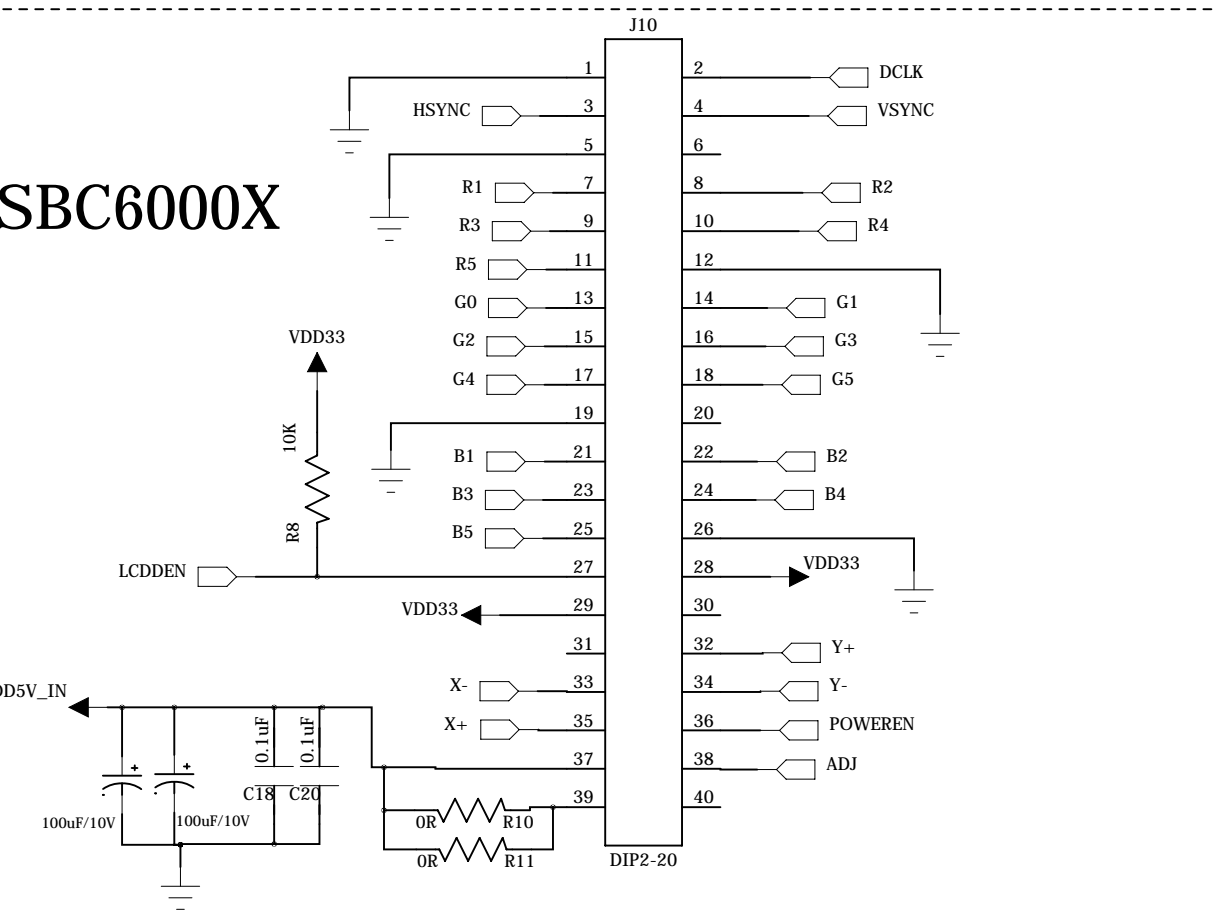 J10
1 2 DCLK
HSYNC 3 4 VSYNC
5 6
R1 7 8 R2
SBC6000X
R3 9 10 R4
R5 11 12
G0 13 14 G1
VDD33
G2 15 16 G3
G4 17 18 G5
19 20
10K
B1 21 22 B2
B3 23 24 B4
R8
B5 25 26
LCDDEN 27 28 VDD33
VDD33 29 30
31 32 Y+
DD5V_IN X- 33 34 Y-
X+ 35 36 POWEREN
0.1uF 0.1uF
37 38 ADJ
+ +
C18 C20 39 40
100uF/10V 100uF/10V 0R R10
0R R11 DIP2-20